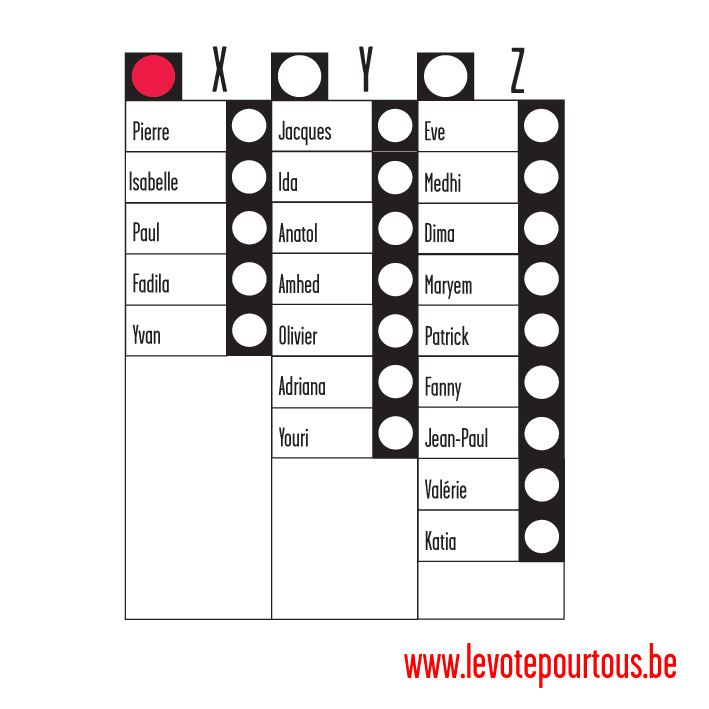 X Y Z
Pierre Jacques Eve
Isabelle Ida Medhi
Paul Anatol Dima
Fadila Amhed Maryem
Yvan Olivier Patrick
Adriana Fanny
Youri Jean-Paul
Valérie
Katia
www.levotepourtous.be